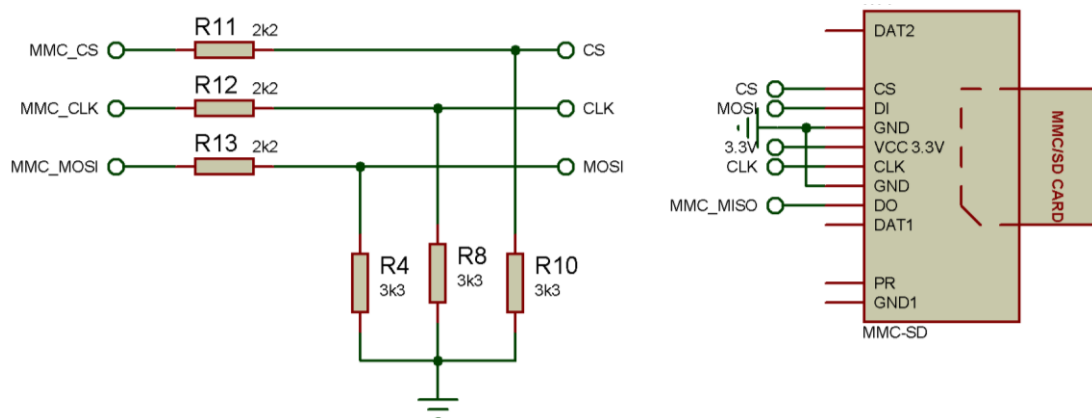 R11 2k2
MMC_CS
CS
R12 2k2
MMC_CLK
CLK
R13 2k2
MMC_MOSI
MOSI
R4
3k3
R8
3k3
R10
3k3
DAT2
CS
CS
MOSI
DI
GND
3.3V
VCC 3.3V
CLK
CLK
GND
MMC_MISO
DO
DAT1
PR
GND1
MMC/SD CARD
MMC-SD